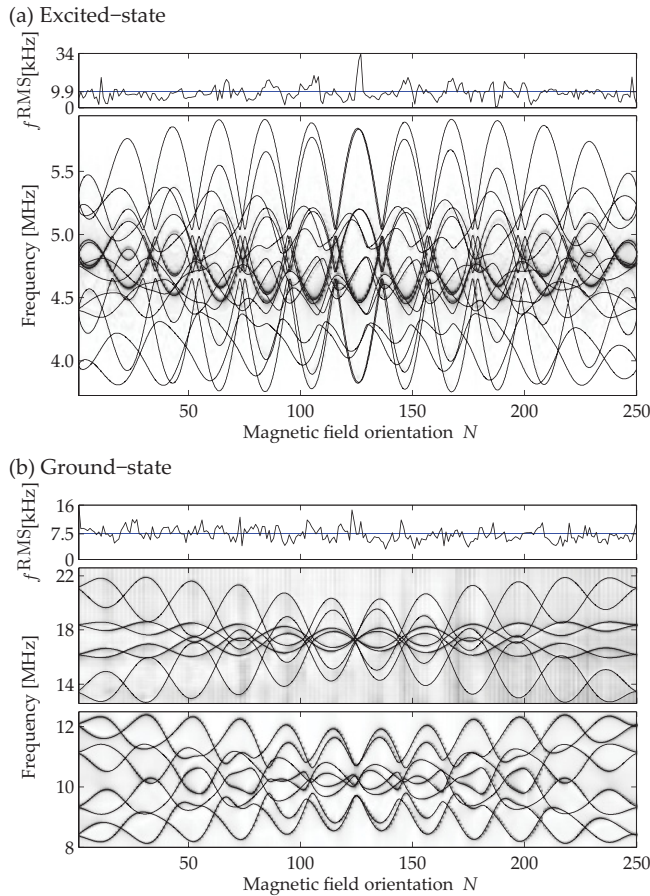 (a) Excited−state
f RMS[kHz]
34
9.9
0
Frequency [MHz]
5.5
5.0
4.5
4.0
50 100 150 200 250
Magnetic field orientation N
(b) Ground−state
f RMS[kHz]
16
7.5
0
Frequency [MHz]
22
18
14
Frequency [MHz]
12
10
8
50 100 150 200 250
Magnetic field orientation N